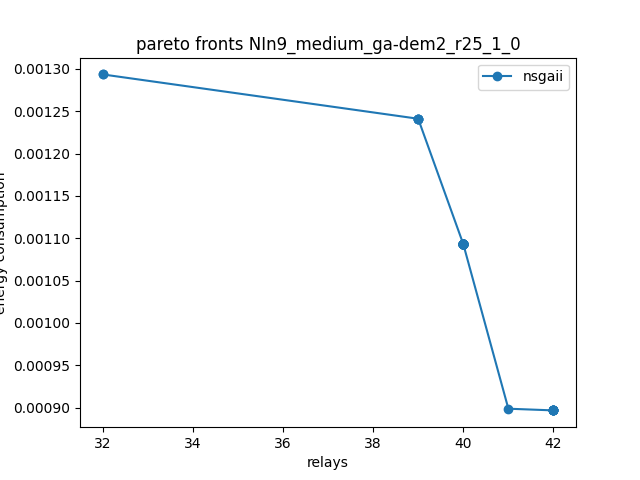 pareto fronts NIn9_medium_ga-dem2_r25_1_0
nsgaii
energy consumption
0.00130
0.00125
0.00120
0.00115
0.00110
0.00105
0.00100
0.00095
0.00090
32 34 36 38 40 42
relays